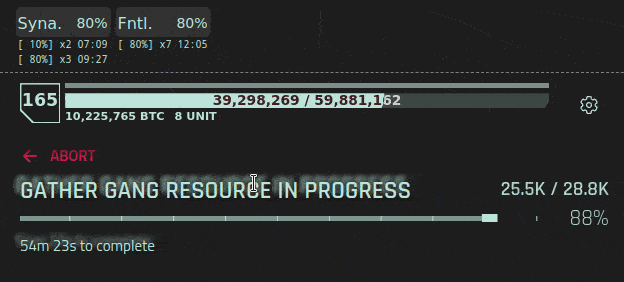 Syna. 80% Fntl. 80%
[ 10%] x2 07:09 [ 80%] x7 12:05
[ 80%] x3 09:27
165 39,298,269 / 59,881,162
10,225,765 BTC 8 UNIT
← ABORT
GATHER GANG RESOURCE IN PROGRESS 25.5K / 28.8K
88%
54m 23s to complete